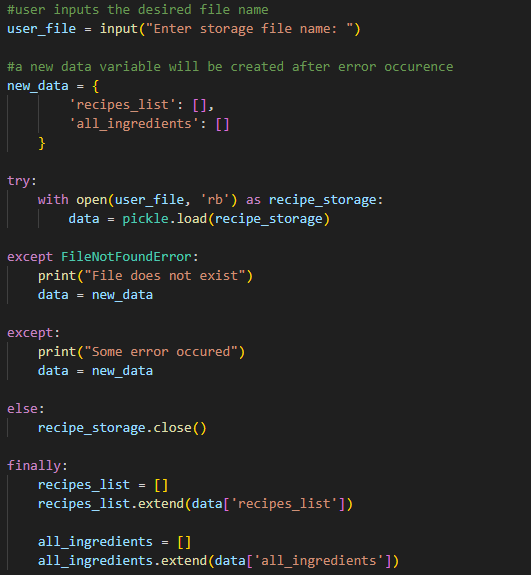 #user inputs the desired file name
user_file = input("Enter storage file name: ")
#a new data variable will be created after error occurence
new_data = {
        'recipes_list': [],
        'all_ingredients': []
    }
try:
    with open(user_file, 'rb') as recipe_storage:
        data = pickle.load(recipe_storage)
except FileNotFoundError:
    print("File does not exist")
    data = new_data
except:
    print("Some error occured")
    data = new_data
else:
    recipe_storage.close()
finally:
    recipes_list = []
    recipes_list.extend(data['recipes_list'])
    all_ingredients = []
    all_ingredients.extend(data['all_ingredients'])